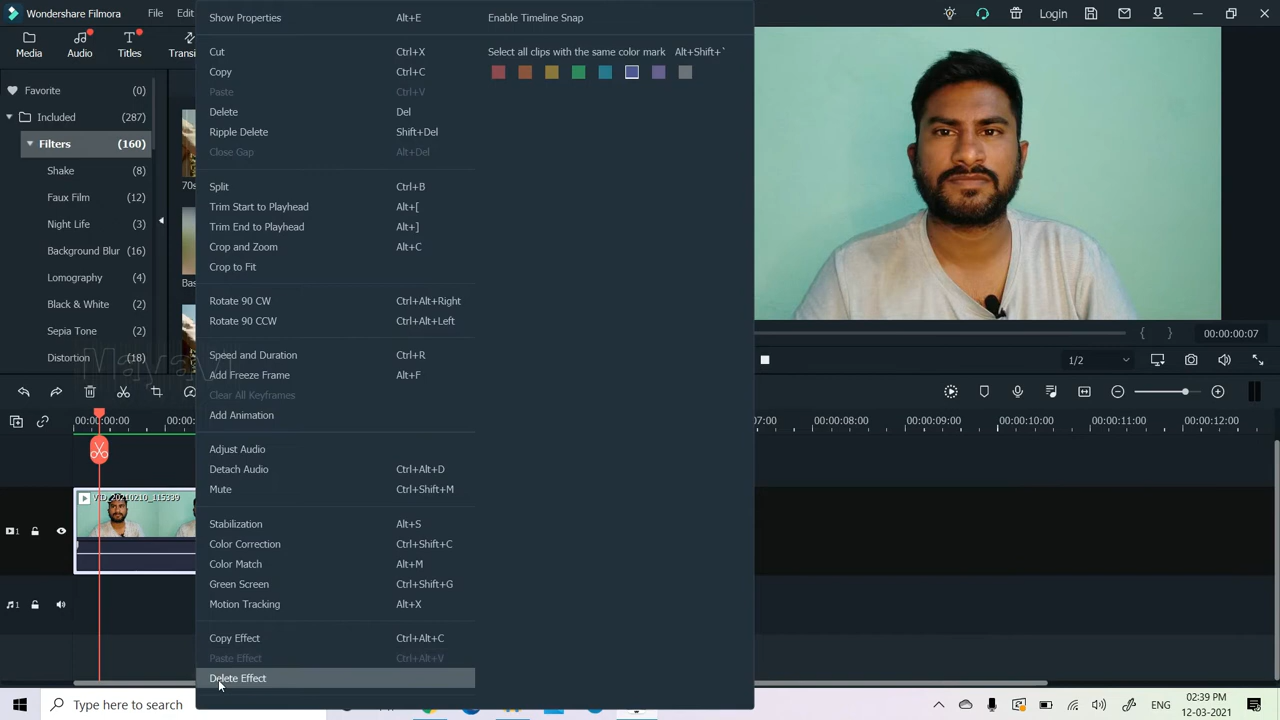 Wondershare Filmora
Media
Audio
Titles
Favorite (0)
Included (287)
Filters (160)
Shake (8)
Faux Film (12)
Night Life (3)
Background Blur (16)
Lomography (4)
Black & White (2)
Sepia Tone (2)
Distortion (18)
Show Properties Alt+E
Cut Ctrl+X
Copy Ctrl+C
Paste Ctrl+V
Delete Del
Ripple Delete Shift+Del
Close Gap Alt+Del
Split Ctrl+B
Trim Start to Playhead Alt+[
Trim End to Playhead Alt+]
Crop and Zoom Alt+C
Crop to Fit
Rotate 90 CW Ctrl+Alt+Right
Rotate 90 CCW Ctrl+Alt+Left
Speed and Duration Ctrl+R
Add Freeze Frame Alt+F
Clear All Keyframes
Add Animation
Adjust Audio
Detach Audio Ctrl+Alt+D
Mute Ctrl+Shift+M
Stabilization Alt+S
Color Correction Ctrl+Shift+C
Color Match Alt+M
Green Screen Ctrl+Shift+G
Motion Tracking Alt+X
Copy Effect Ctrl+Alt+C
Paste Effect Ctrl+Alt+V
Delete Effect
Enable Timeline Snap
Select all clips with the same color mark Alt+Shift+`
00:00:00:07
1/2
00:00:00:00
00:00:08:00
00:00:09:00
00:00:10:00
00:00:11:00
00:00:12:00
VID_20210210_115339
1
1
Type here to search
02:39 PM
12-03-2021